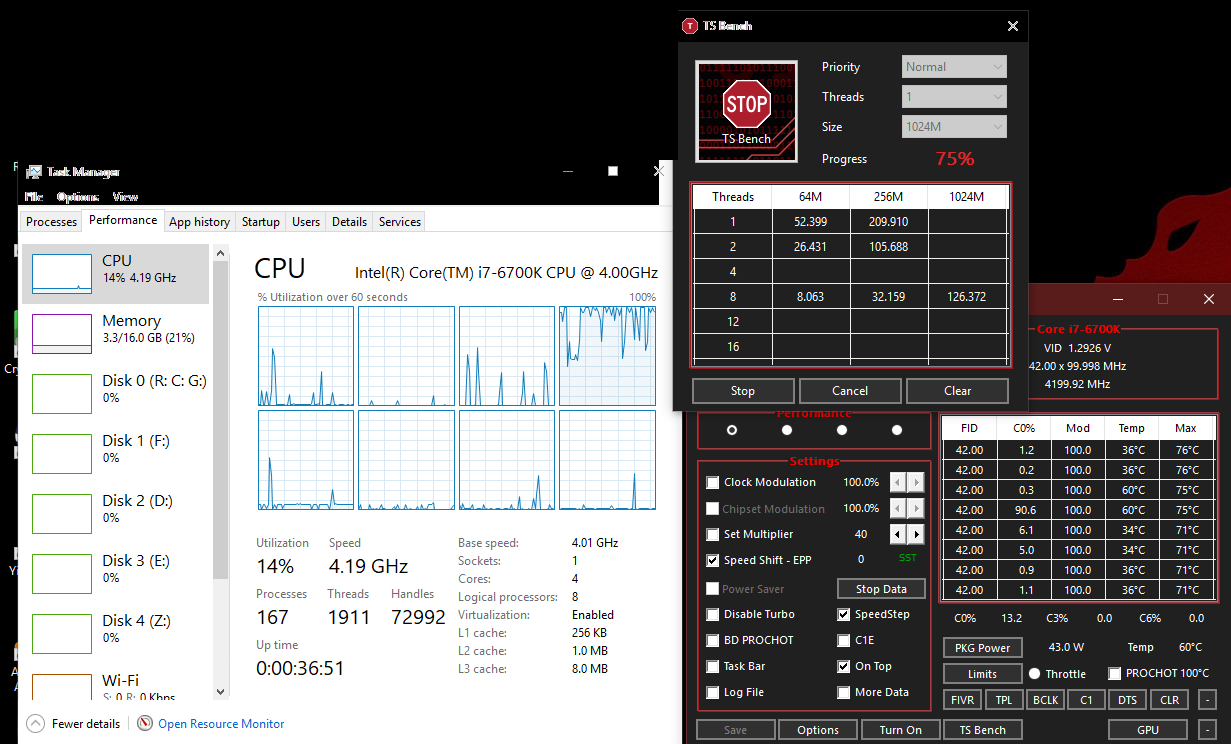 TS Bench
STOP
TS Bench
Priority
Normal
Threads
1
Size
1024M
Progress
75%
Threads 64M 256M 1024M
1 52.399 209.910
2 26.431 105.688
4
8 8.063 32.159 126.372
12
16
Stop Cancel Clear
Task Manager
File Options View
Processes Performance App history Startup Users Details Services
CPU
14% 4.19 GHz
Memory
3.3/16.0 GB (21%)
Disk 0 (R: C: G:)
0%
Disk 1 (F:)
0%
Disk 2 (D:)
0%
Disk 3 (E:)
0%
Disk 4 (Z:)
0%
Wi-Fi
S: 0 R: 0 Kbps
CPU
Intel(R) Core(TM) i7-6700K CPU @ 4.00GHz
% Utilization over 60 seconds
100%
Utilization Speed
14% 4.19 GHz
Processes Threads Handles
167 1911 72992
Up time
0:00:36:51
Base speed: 4.01 GHz
Sockets: 1
Cores: 4
Logical processors: 8
Virtualization: Enabled
L1 cache: 256 KB
L2 cache: 1.0 MB
L3 cache: 8.0 MB
Fewer details
Open Resource Monitor
Core i7-6700K
VID 1.2926 V
42.00 x 99.998 MHz
4199.92 MHz
Performance
Settings
Clock Modulation 100.0%
Chipset Modulation 100.0%
Set Multiplier 40
Speed Shift - EPP 0 SST
Power Saver Stop Data
Disable Turbo SpeedStep
BD PROCHOT C1E
Task Bar On Top
Log File More Data
Save Options Turn On TS Bench
FID C0% Mod Temp Max
42.00 1.2 100.0 36°C 76°C
42.00 0.2 100.0 36°C 76°C
42.00 0.3 100.0 60°C 75°C
42.00 90.6 100.0 60°C 75°C
42.00 6.1 100.0 34°C 71°C
42.00 5.0 100.0 34°C 71°C
42.00 0.9 100.0 36°C 71°C
42.00 1.1 100.0 36°C 71°C
C0% 13.2 C3% 0.0 C6% 0.0
PKG Power 43.0 W Temp 60°C
Limits Throttle PROCHOT 100°C
FIVR TPL BCLK C1 DTS CLR -
GPU -